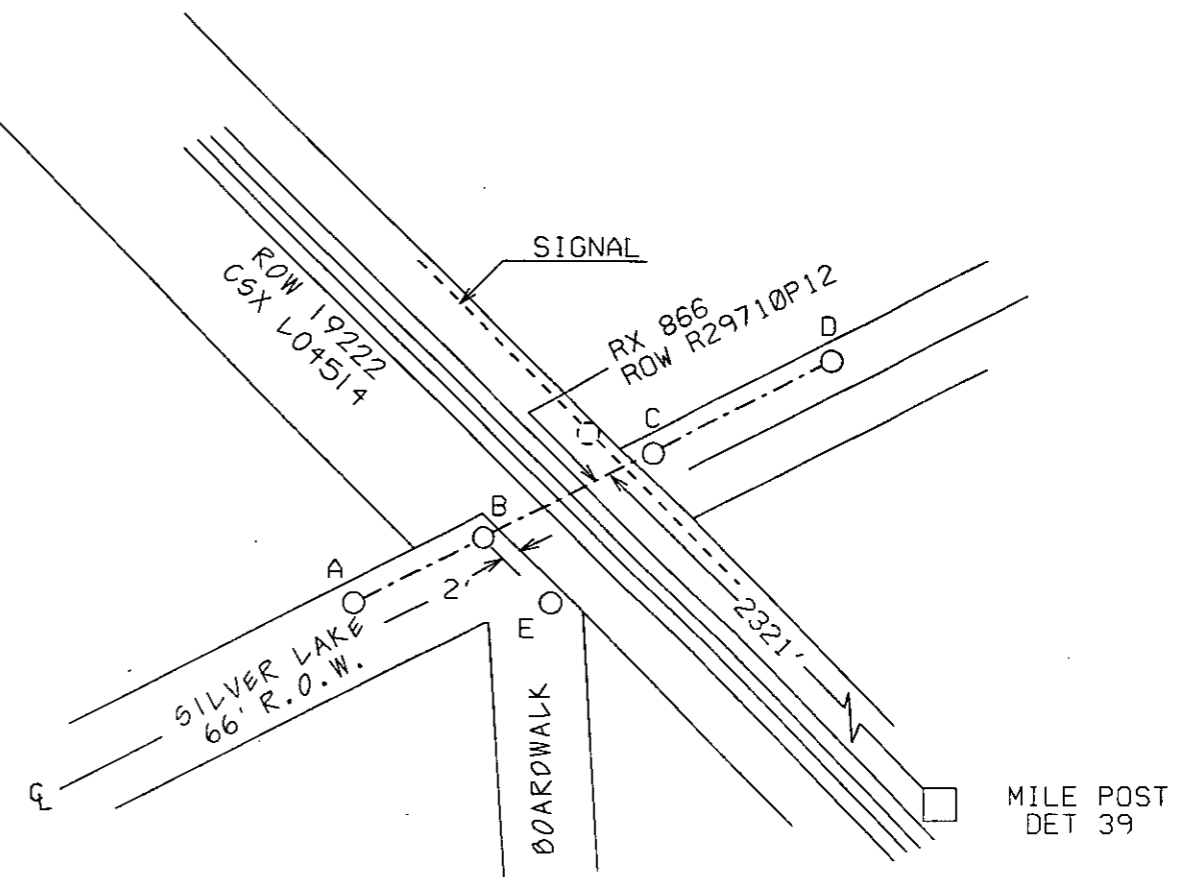 SIGNAL
ROW 19222
CSX L04514
RX 866
ROW R29710P12
D
C
B
A
2'
E
2321'
SILVER LAKE
66' R.O.W.
BOARDWALK
℄
MILE POST
DET 39